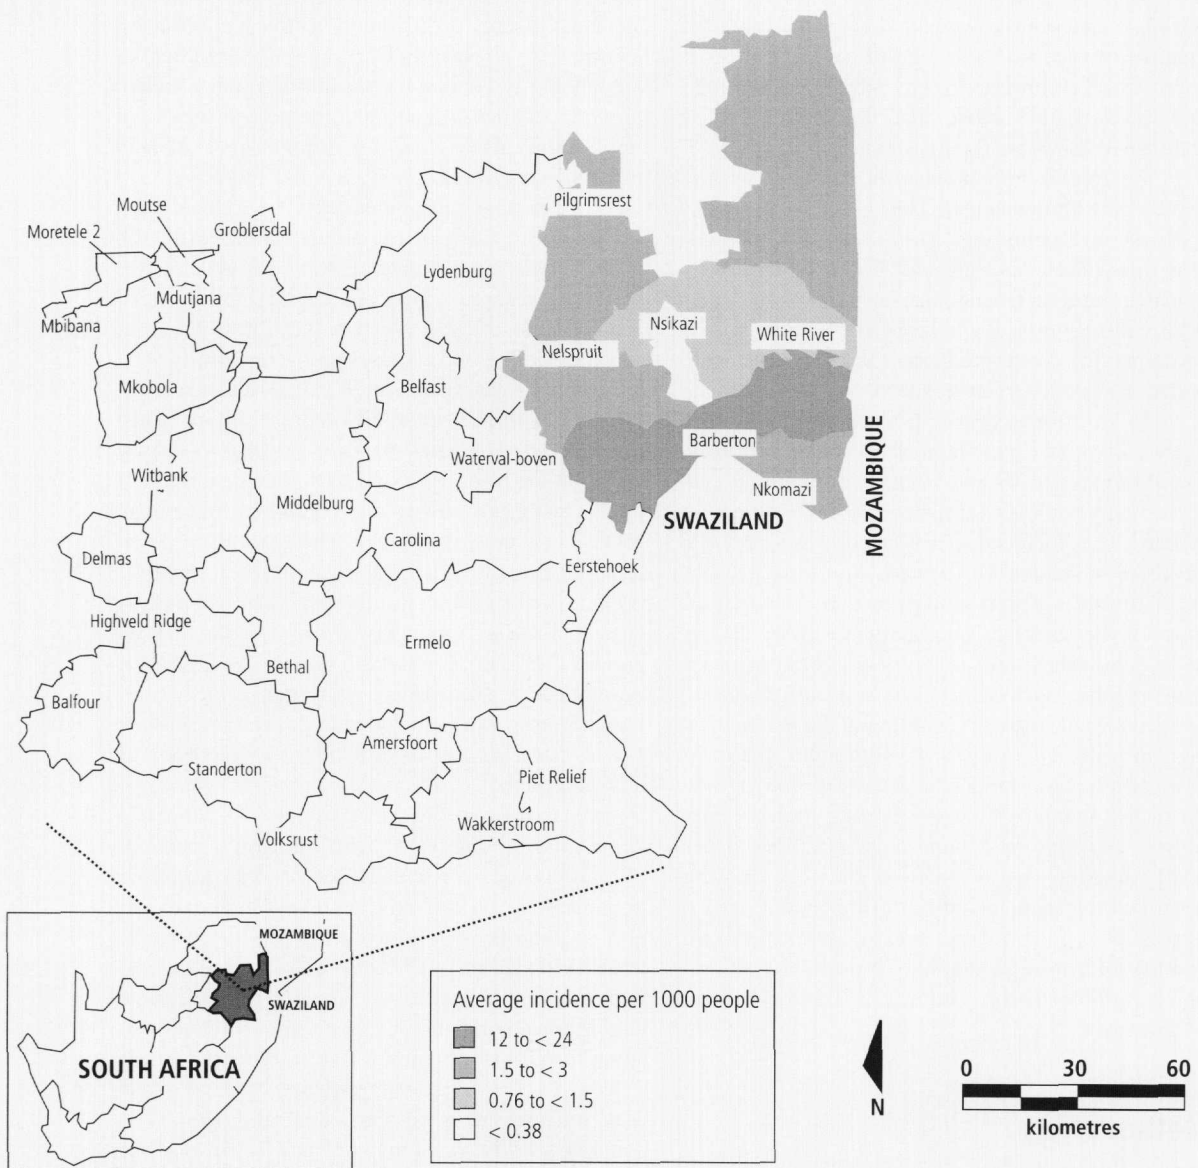 Pilgrimsrest
Moutse
Moretele 2
Groblersdal
Lydenburg
Mdutjana
Mbibana
Nsikazi
White River
Nelspruit
Mkobola
Belfast
MOZAMBIQUE
Barberton
Waterval-boven
Witbank
Nkomazi
Middelburg
SWAZILAND
Carolina
Delmas
Eerstehoek
Highveld Ridge
Ermelo
Bethal
Balfour
Amersfoort
Standerton
Piet Relief
Wakkerstroom
Volksrust
MOZAMBIQUE
SWAZILAND
SOUTH AFRICA
Average incidence per 1000 people
12 to < 24
1.5 to < 3
0.76 to < 1.5
< 0.38
N
0 30 60
kilometres